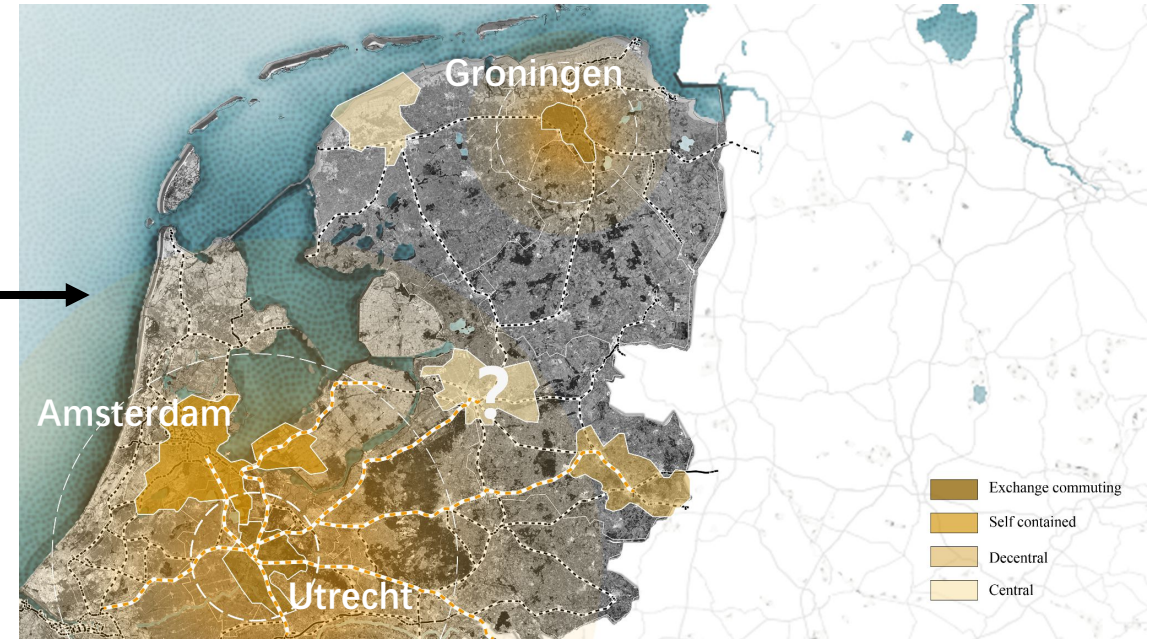 Groningen
?
Amsterdam
Utrecht
Exchange commuting
Self contained
Decentral
Central